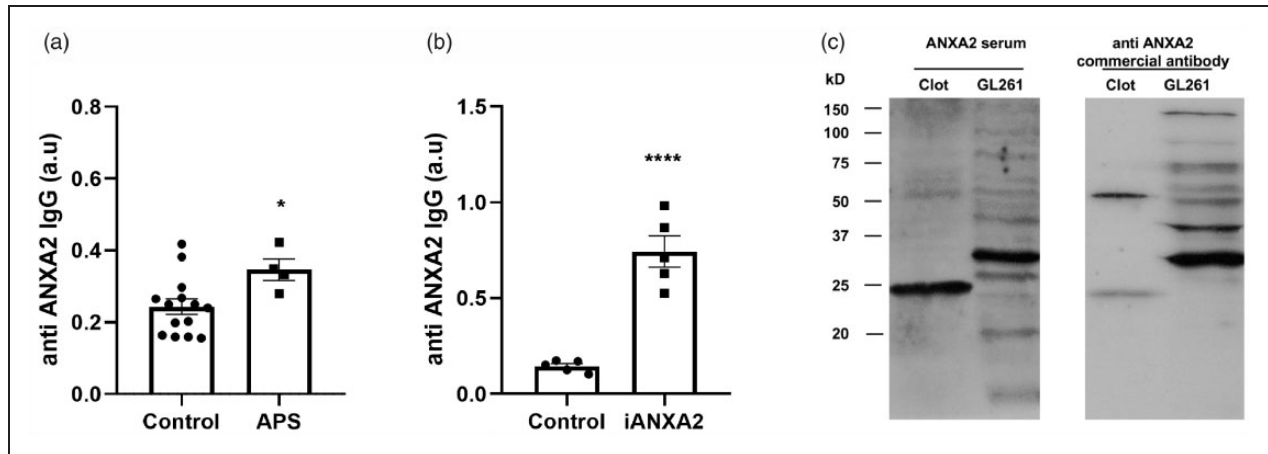 (a)
anti ANXA2 IgG (a.u)
0.8
0.6
0.4
0.2
0.0
*
Control APS
(b)
anti ANXA2 IgG (a.u)
1.5
1.0
0.5
0.0
****
Control iANXA2
(c)
ANXA2 serum
anti ANXA2
commercial antibody
kD
Clot GL261
Clot GL261
150
100
75
50
37
25
20